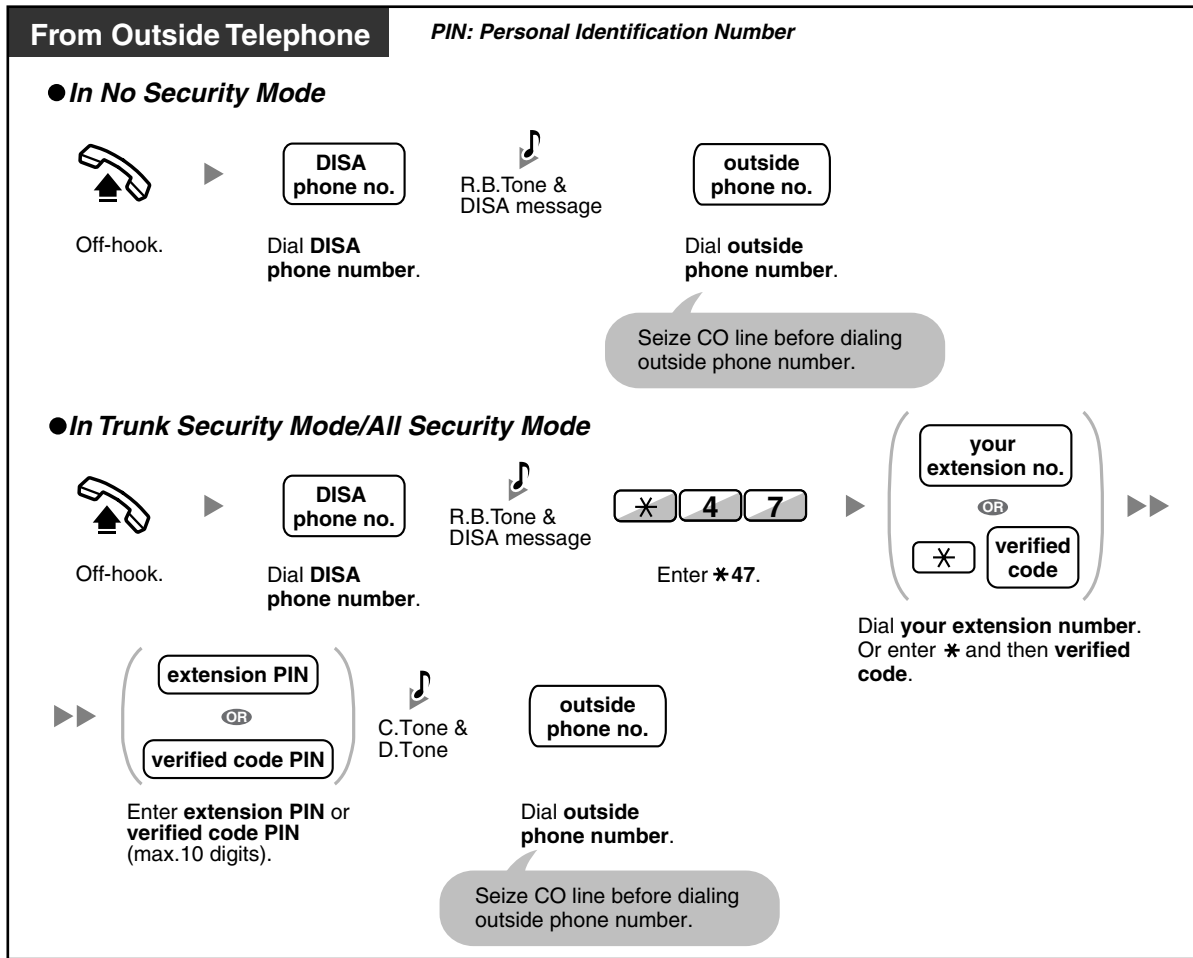 From Outside Telephone
PIN: Personal Identification Number
●In No Security Mode
DISA
phone no.
R.B.Tone &
DISA message
outside
phone no.
Off-hook.
Dial DISA
phone number.
Dial outside
phone number.
Seize CO line before dialing
outside phone number.
●In Trunk Security Mode/All Security Mode
DISA
phone no.
R.B.Tone &
DISA message
* 4 7
your
extension no.
OR
* verified
code
Off-hook.
Dial DISA
phone number.
Enter *47.
Dial your extension number.
Or enter * and then verified
code.
extension PIN
OR
verified code PIN
C.Tone &
D.Tone
outside
phone no.
Enter extension PIN or
verified code PIN
(max.10 digits).
Dial outside
phone number.
Seize CO line before dialing
outside phone number.